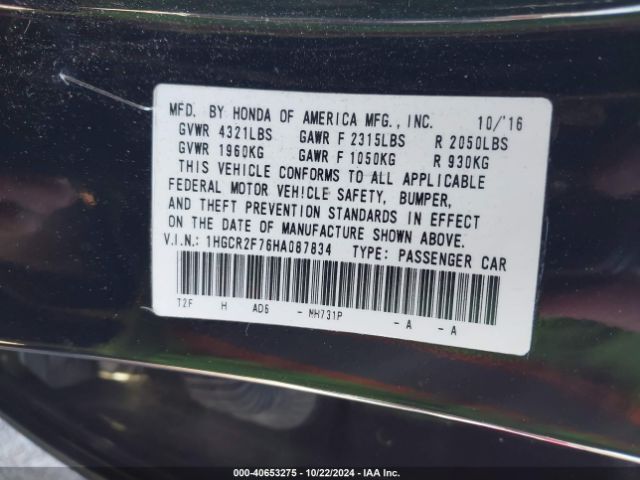 MFD. BY HONDA OF AMERICA MFG., INC. 10/'16
GVWR 4321LBS GAWR F 2315LBS R 2050LBS
GVWR 1960KG GAWR F 1050KG R 930KG
THIS VEHICLE CONFORMS TO ALL APPLICABLE
FEDERAL MOTOR VEHICLE SAFETY, BUMPER,
AND THEFT PREVENTION STANDARDS IN EFFECT
ON THE DATE OF MANUFACTURE SHOWN ABOVE.
V.I.N.: 1HGCR2F76HA087834 TYPE: PASSENGER CAR
T2F H AD6 - NH731P - A - A
000-40653275 - 10/22/2024 - IAA Inc.